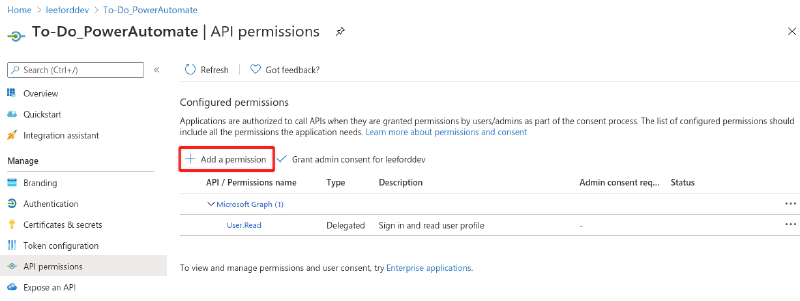 Home > leeforddev > To-Do_PowerAutomate
To-Do_PowerAutomate | API permissions
Search (Ctrl+/)
«
Refresh
Got feedback?
Overview
Quickstart
Integration assistant
Manage
Branding
Authentication
Certificates & secrets
Token configuration
API permissions
Expose an API
Configured permissions
Applications are authorized to call APIs when they are granted permissions by users/admins as part of the consent process. The list of configured permissions should
include all the permissions the application needs. Learn more about permissions and consent
Add a permission
Grant admin consent for leeforddev
API / Permissions name Type Description Admin consent req... Status
Microsoft Graph (1)
User.Read Delegated Sign in and read user profile -
To view and manage permissions and user consent, try Enterprise applications.